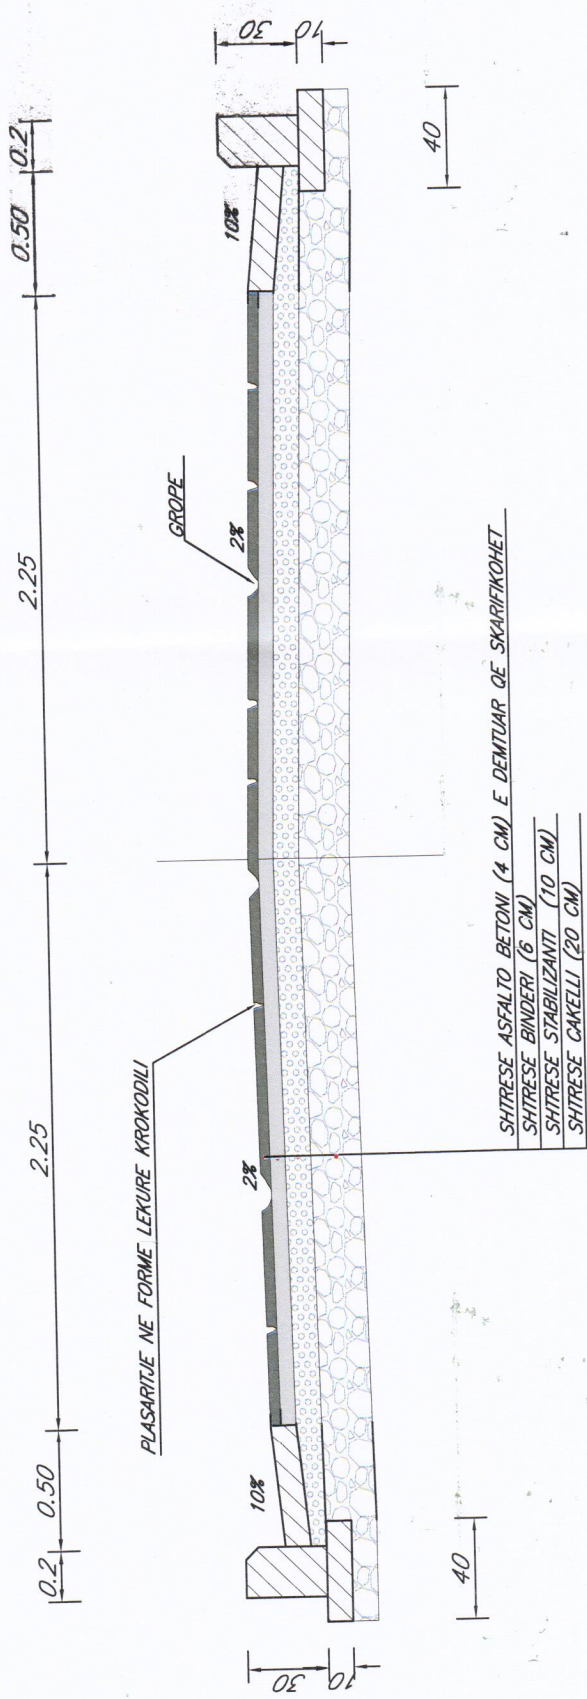 0.2
0.50
2.25
2.25
0.50
0.2
PLASARITJE NE FORME LEKURE KROKODILI
GROPE
10%
2%
2%
10%
30
10
30
10
40
40
SHTRESE ASFALTO BETONI (4 CM) E DEMTUAR QE SKARIFIKOHET
SHTRESE BINDERI (6 CM)
SHTRESE STABILIZANTI (10 CM)
SHTRESE CAKELLI (20 CM)